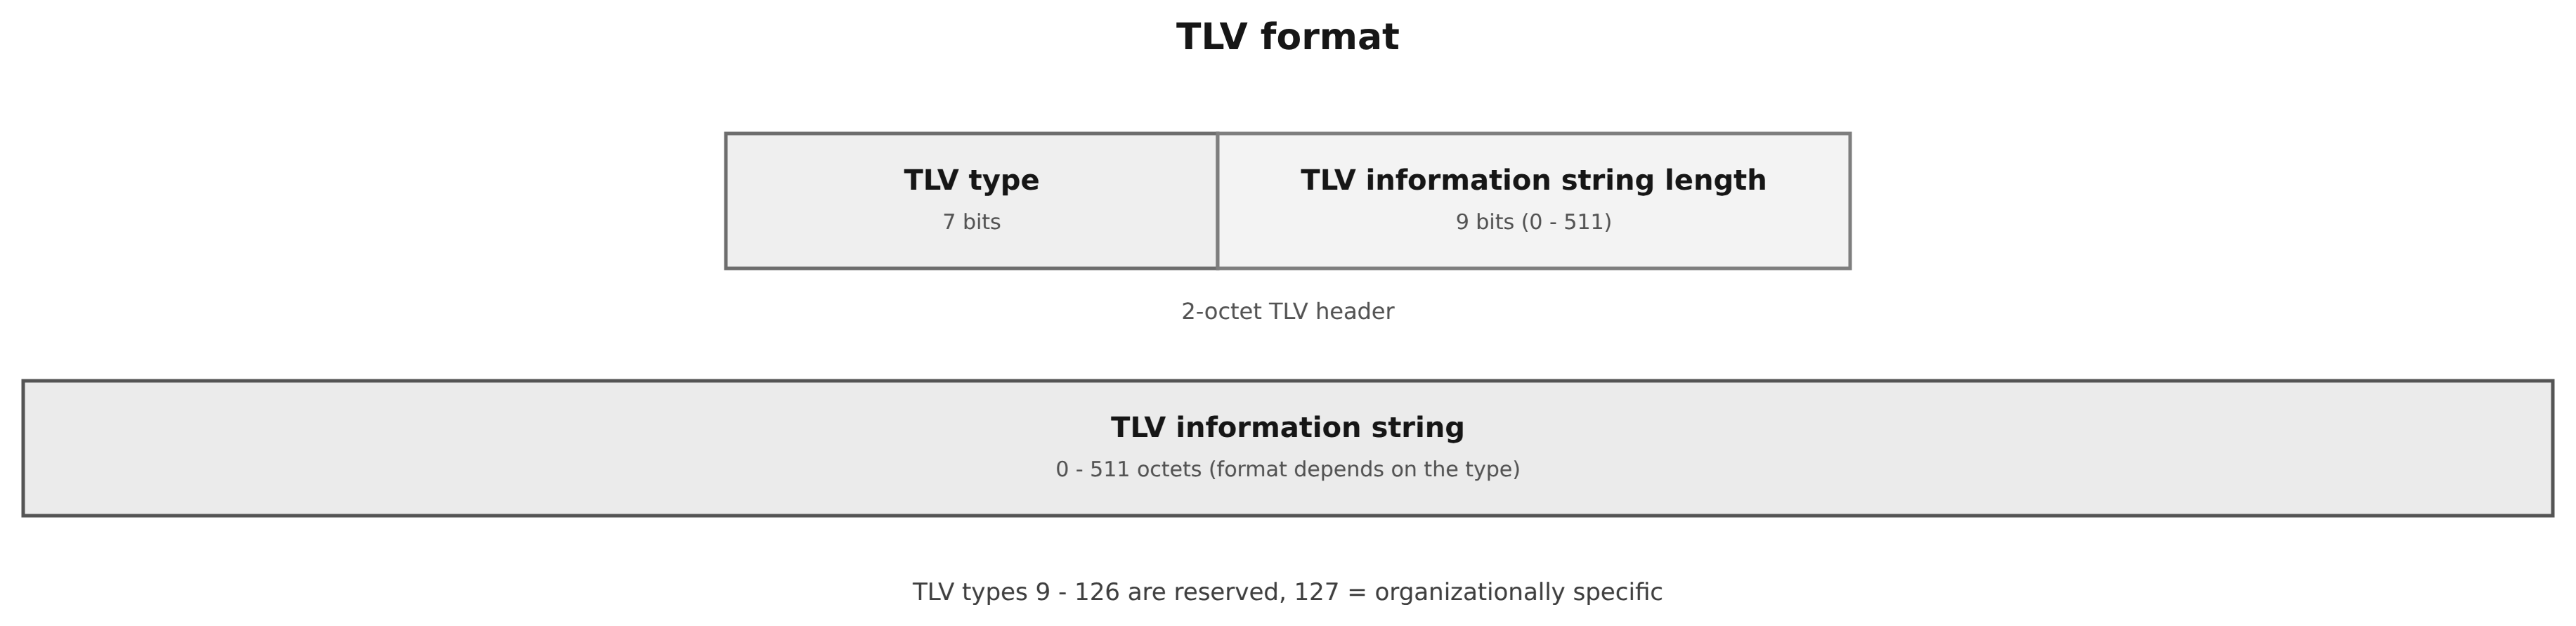 TLV format
TLV type
TLV information string length
7 bits
9 bits (0 - 511)
2-octet TLV header
TLV information string
0 - 511 octets (format depends on the type)
TLV types 9 - 126 are reserved, 127 = organizationally specific